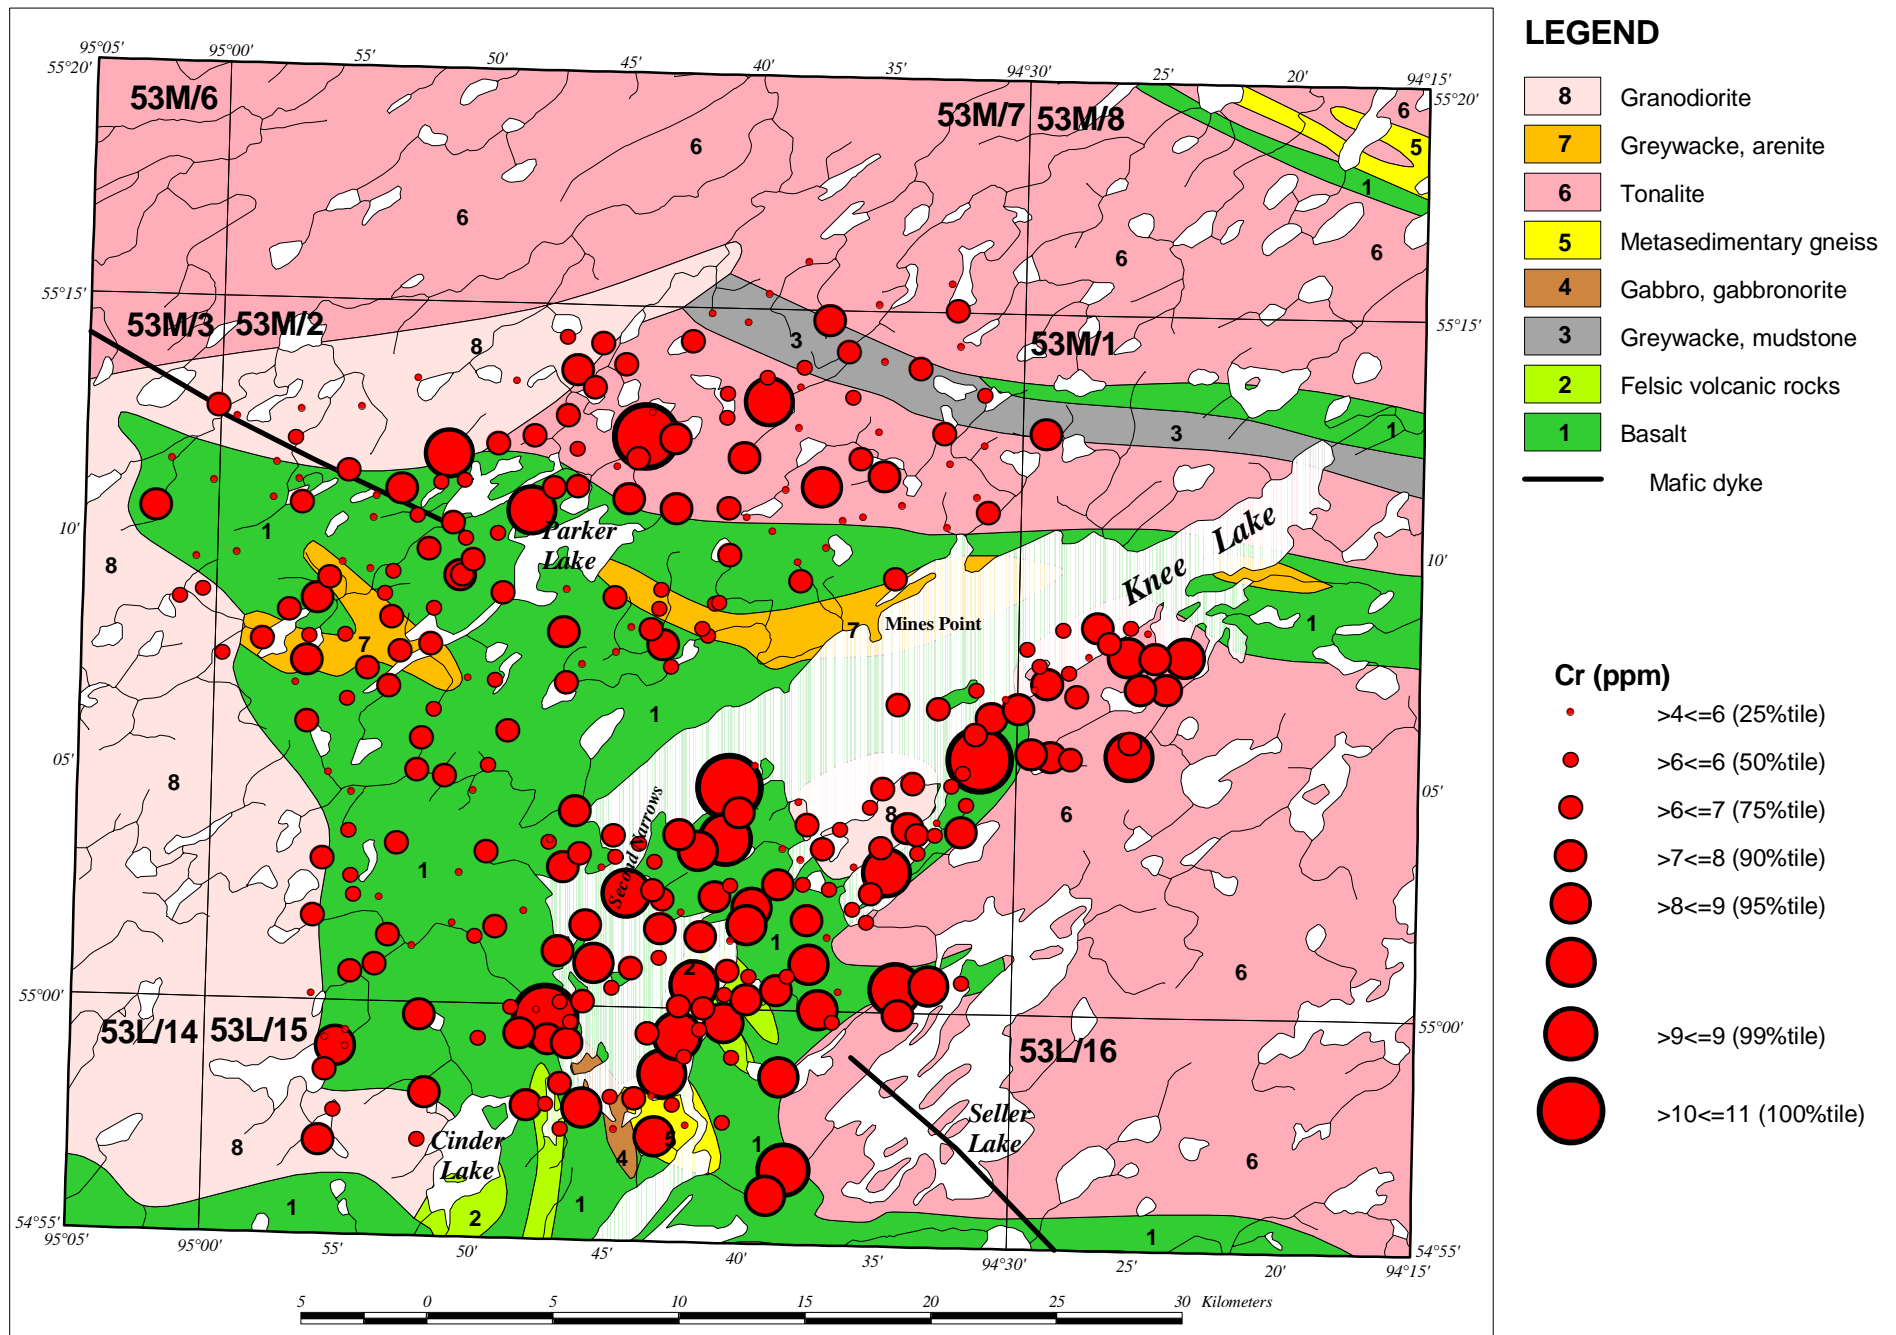 LEGEND
8 Granodiorite
7 Greywacke, arenite
6 Tonalite
5 Metasedimentary gneiss
4 Gabbro, gabbronorite
3 Greywacke, mudstone
2 Felsic volcanic rocks
1 Basalt
Mafic dyke
Cr (ppm)
>4<=6 (25%tile)
>6<=6 (50%tile)
>6<=7 (75%tile)
>7<=8 (90%tile)
>8<=9 (95%tile)
>9<=9 (99%tile)
>10<=11 (100%tile)
95°05' 95°00' 55' 50' 45' 40' 35' 94°30' 25' 20' 94°15'
55°20' 55°20'
53M/6 53M/7 53M/8
6 6 5
6 1
6 6 6
55°15' 55°15'
53M/3 53M/2 53M/1
8 3
3 1
10' 1 Parker Lake Knee Lake 10'
8
7 7 Mines Point 1
1
05' 8 Second Narrows 8 6 05'
1
1
2 6
55°00' 55°00'
53L/14 53L/15 53L/16
Cinder Lake Seller Lake
8 4 5 1 6
1 2 1 1
54°55' 54°55'
95°05' 95°00' 55' 50' 45' 40' 35' 94°30' 25' 20' 94°15'
5 0 5 10 15 20 25 30 Kilometers